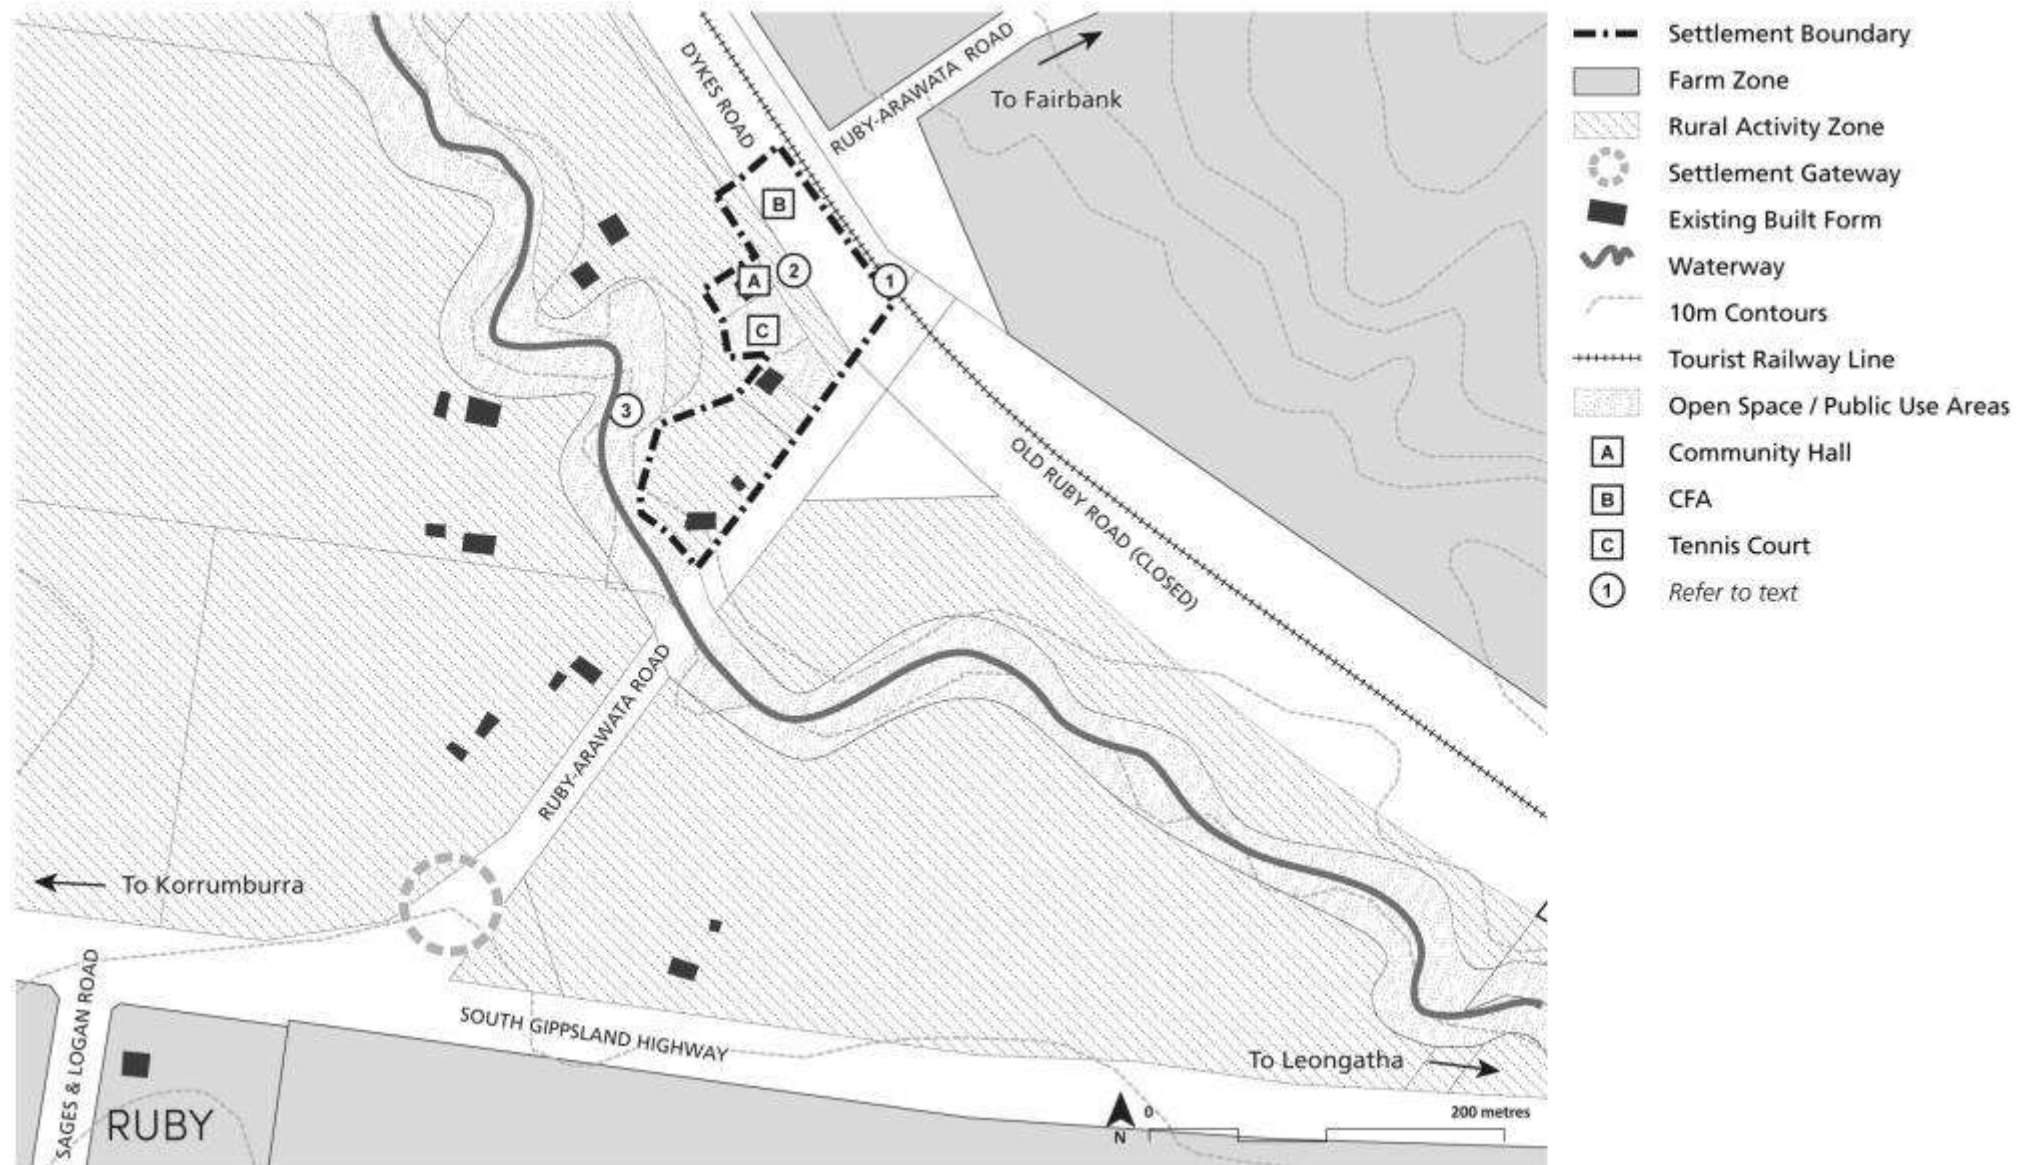 DYKES ROAD
RUBY-ARAWATA ROAD
To Fairbank
B
2
A
1
C
3
OLD RUBY ROAD (CLOSED)
RUBY-ARAWATA ROAD
To Korrumburra
SAGES & LOGAN ROAD
SOUTH GIPPSLAND HIGHWAY
To Leongatha
RUBY
N
0
200 metres
Settlement Boundary
Farm Zone
Rural Activity Zone
Settlement Gateway
Existing Built Form
Waterway
10m Contours
Tourist Railway Line
Open Space / Public Use Areas
A Community Hall
B CFA
C Tennis Court
1 Refer to text